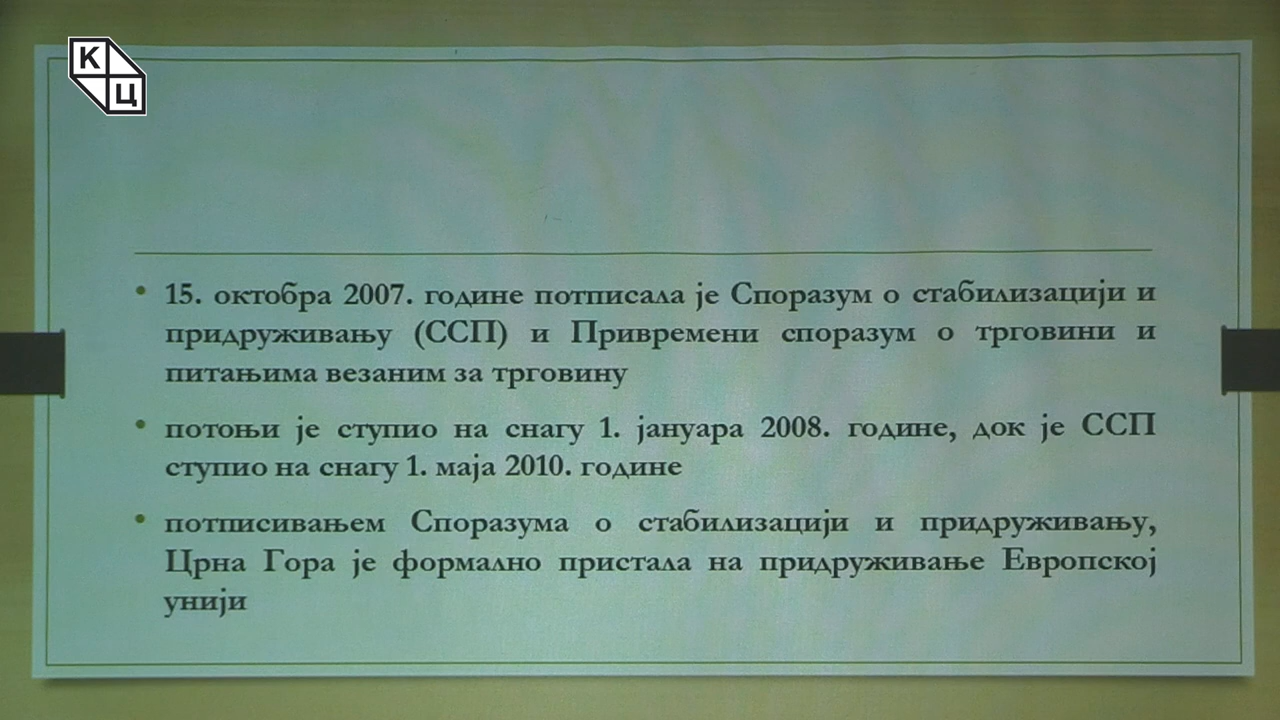 К
Ц
• 15. октобра 2007. године потписала је Споразум о стабилизацији и
придруживању (ССП) и Привремени споразум о трговини и
питањима везаним за трговину
• потоњи је ступио на снагу 1. јануара 2008. године, док је ССП
ступио на снагу 1. маја 2010. године
• потписивањем Споразума о стабилизацији и придруживању,
Црна Гора је формално пристала на придруживање Европској
унији